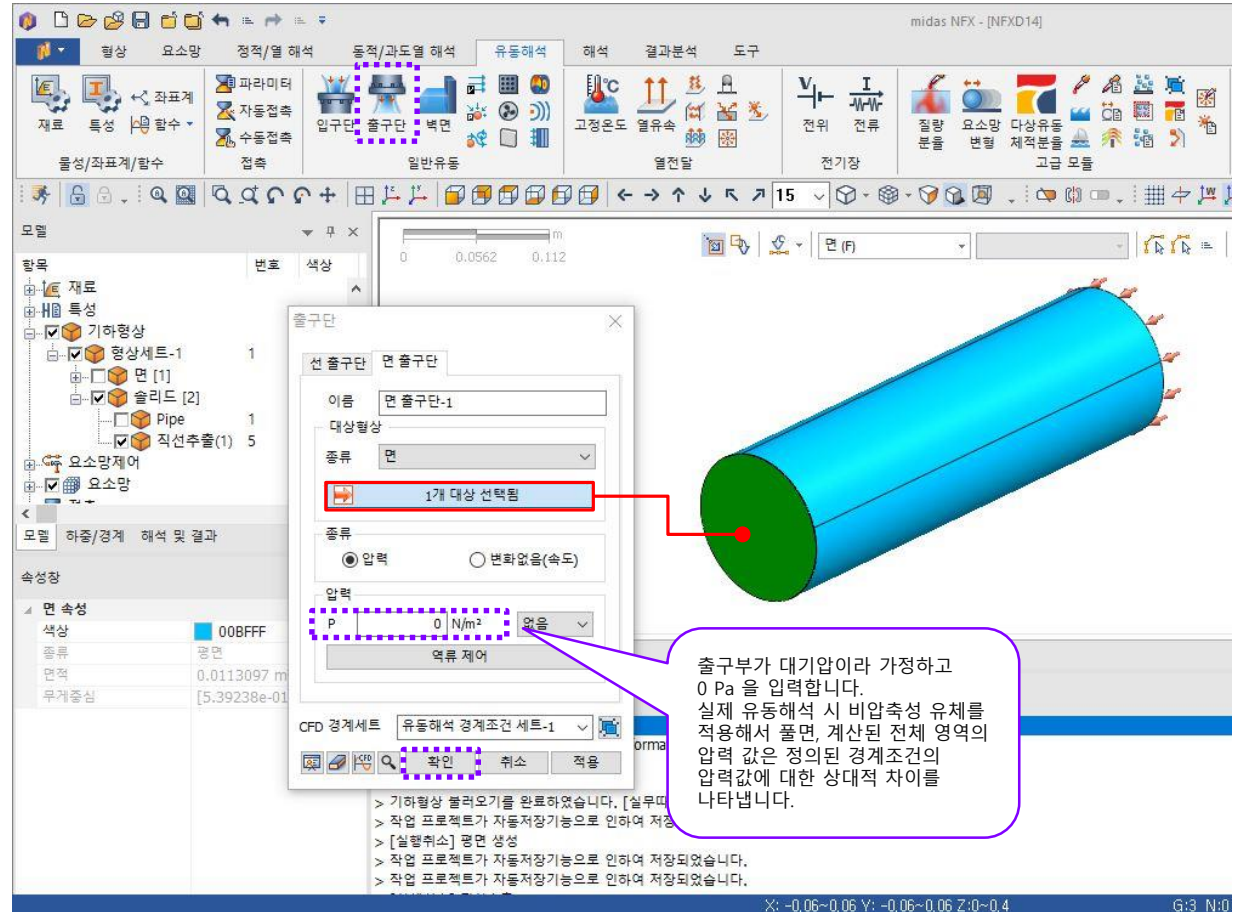 midas NFX - [NFXD14]
형상 요소망 정적/열 해석 동적/과도열 해석 유동해석 해석 결과분석 도구
재료 특성 좌표계 함수
파라미터
자동접촉
수동접촉
입구단 출구단 벽면
고정온도 열유속
전위 전류
질량 분율 요소망 변형 다상유동 체적분율
물성/좌표계/함수 접촉 일반유동 열전달 전기장 고급 모듈
15
모델
항목 번호 색상
재료
특성
기하형상
형상세트-1 1
면 [1]
솔리드 [2]
Pipe 1
직선추출(1) 5
요소망제어
요소망
모델 하중/경계 해석 및 결과
속성창
면 속성
색상 00BFFF
종류 평면
면적 0.0113097 m
무게중심 [5.39238e-01
m
0 0.0562 0.112
면 (F)
출구단
선 출구단 면 출구단
이름 면 출구단-1
대상형상
종류 면
1개 대상 선택됨
종류
압력 변화없음(속도)
압력
P 0 N/m² 없음
역류 제어
CFD 경계세트 유동해석 경계조건 세트-1
확인 취소 적용
출구부가 대기압이라 가정하고
0 Pa 을 입력합니다.
실제 유동해석 시 비압축성 유체를
적용해서 풀면, 계산된 전체 영역의
압력 값은 정의된 경계조건의
압력값에 대한 상대적 차이를
나타냅니다.
> 기하형상 불러오기를 완료하였습니다. [실무따
> 작업 프로젝트가 자동저장기능으로 인하여 저장
> [실행취소] 평면 생성
> 작업 프로젝트가 자동저장기능으로 인하여 저장되었습니다.
> 작업 프로젝트가 자동저장기능으로 인하여 저장되었습니다.
X: -0.06~0.06 Y: -0.06~0.06 Z:0~0.4 G:3 N:0